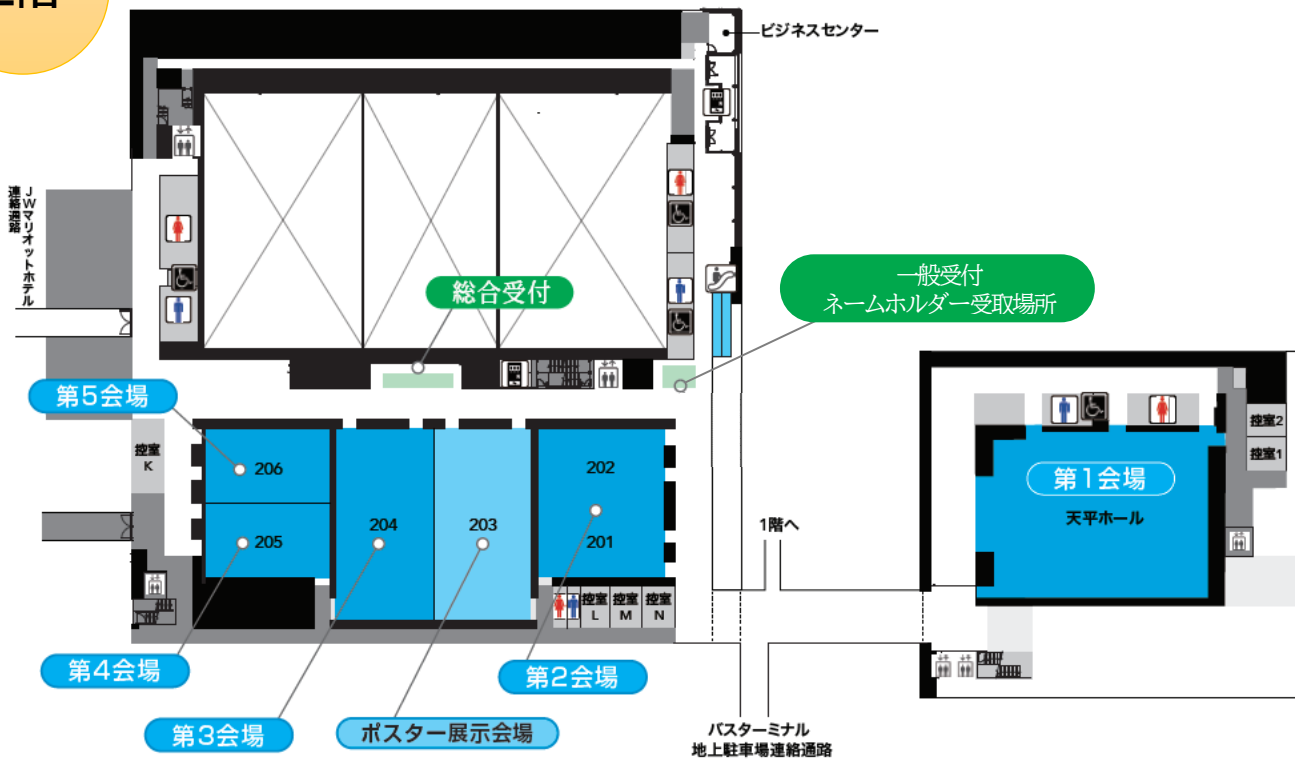 階
ビジネスセンター
JWマリオットホテル
連絡通路
総合受付
一般受付
ネームホルダー受取場所
第5会場
控室
K
206
205
204
203
202
201
控室
L
控室
M
控室
N
1階へ
第1会場
天平ホール
控室2
控室1
第4会場
第2会場
第3会場
ポスター展示会場
バスターミナル
地上駐車場連絡通路